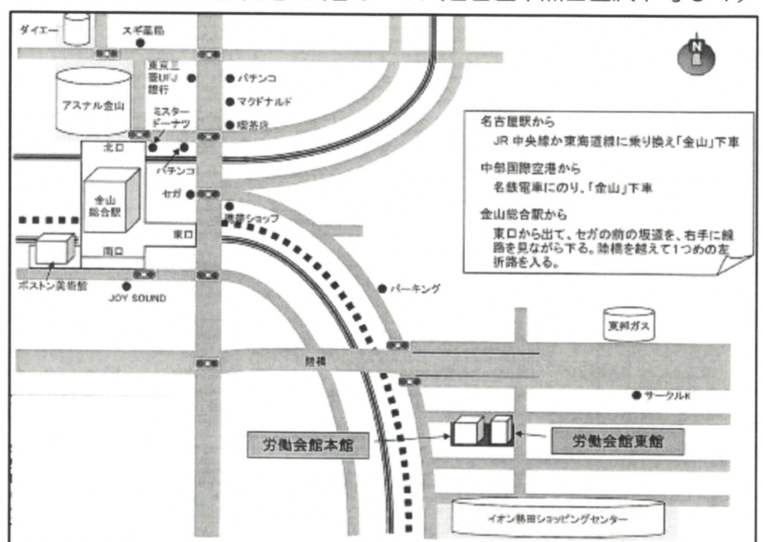 ダイエー
スギ薬局
東京三
菱UFJ
銀行
パチンコ
マクドナルド
喫茶店
アスナル金山
ミスター
ドーナツ
北口
パチンコ
金山
総合駅
セガ
携帯ショップ
東口
南口
ボストン美術館
JOY SOUND
N
名古屋駅から
JR中央線か東海道線に乗り換え「金山」下車
中部国際空港から
名鉄電車にのり、「金山」下車
金山総合駅から
東口から出て、セガの前の坂道を、右手に線
路を見ながら下る。陸橋を越えて1つめの左
折路を入る。
パーキング
東邦ガス
陸橋
サークルK
労働会館本館
労働会館東館
イオン熱田ショッピングセンター